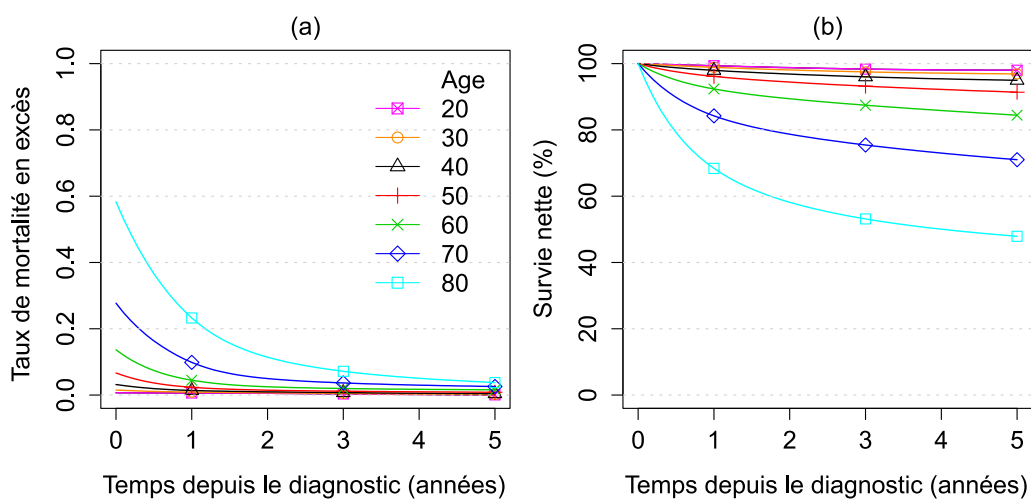 (a)
Taux de mortalité en excès
1.0
0.8
0.6
0.4
0.2
0.0
Age
20
30
40
50
60
70
80
0 1 2 3 4 5
Temps depuis le diagnostic (années)
(b)
Survie nette (%)
100
80
60
40
20
0
0 1 2 3 4 5
Temps depuis le diagnostic (années)